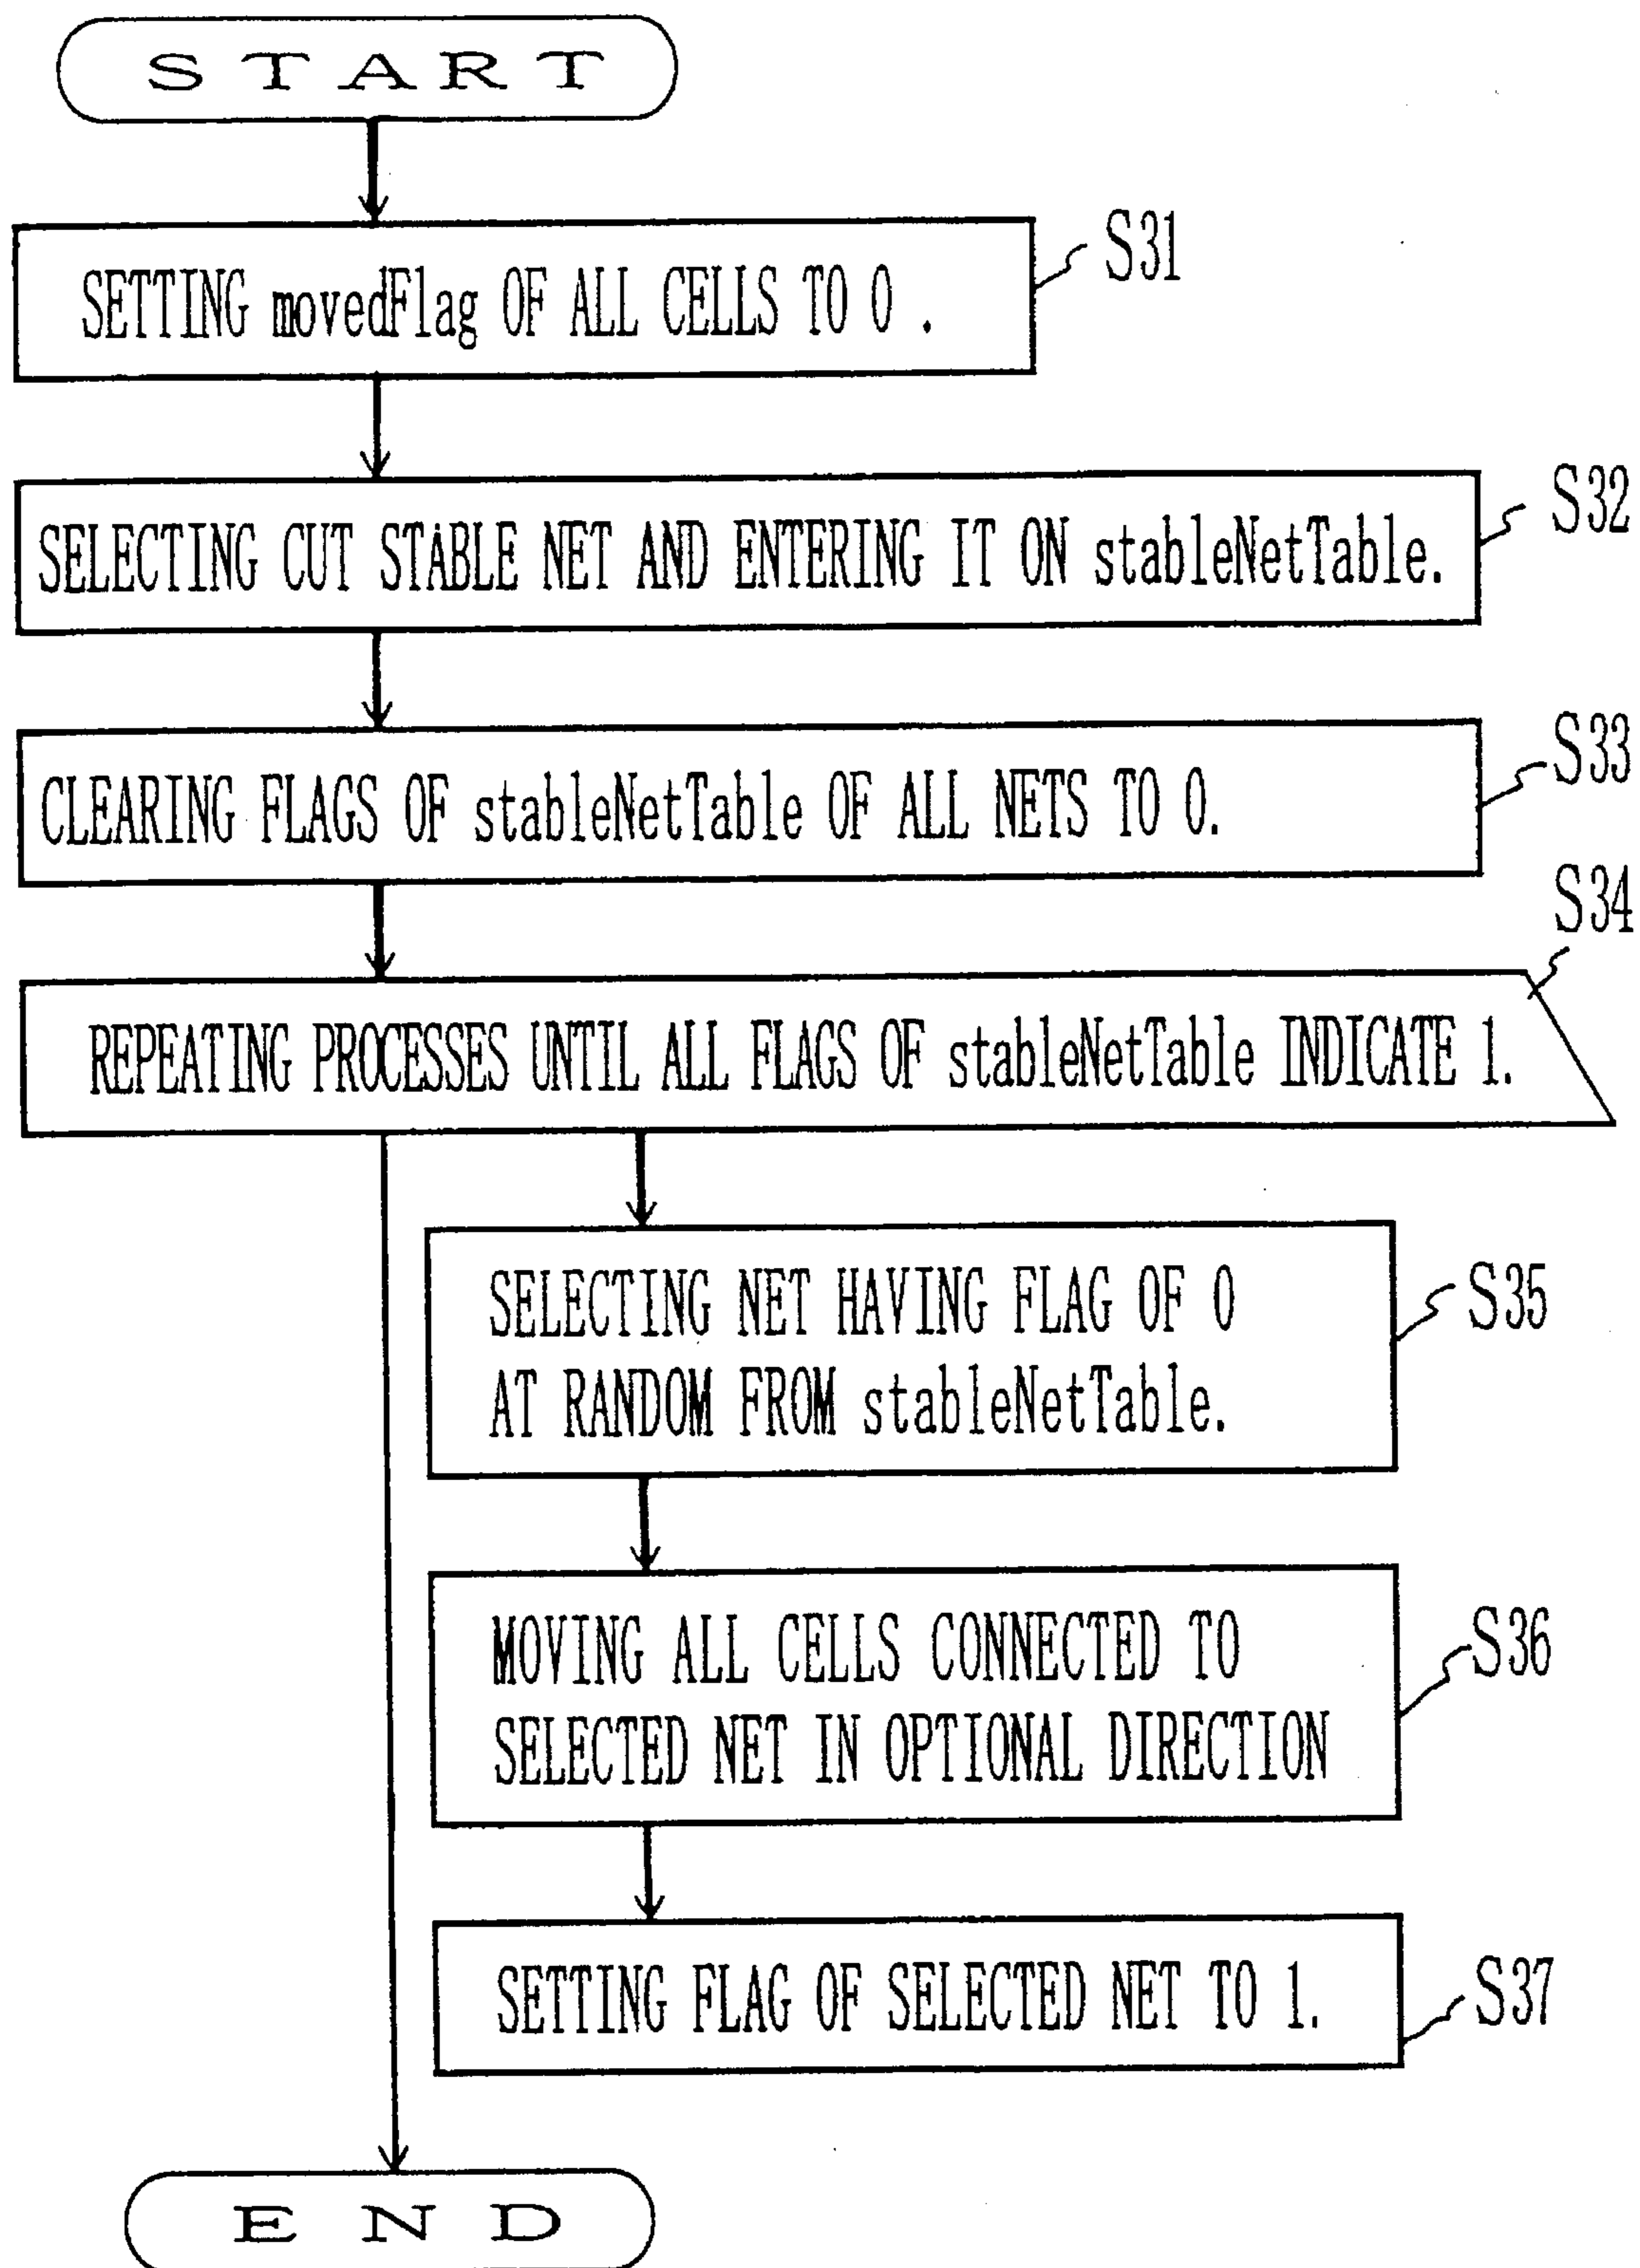 START
S31
SETTING movedFlag OF ALL CELLS TO 0 .
S32
SELECTING CUT STABLE NET AND ENTERING IT ON stableNetTable.
S33
CLEARING FLAGS OF stableNetTable OF ALL NETS TO 0.
S34
REPEATING PROCESSES UNTIL ALL FLAGS OF stableNetTable INDICATE 1.
SELECTING NET HAVING FLAG OF 0
AT RANDOM FROM stableNetTable.
S35
MOVING ALL CELLS CONNECTED TO
SELECTED NET IN OPTIONAL DIRECTION
S36
SETTING FLAG OF SELECTED NET TO 1.
S37
END